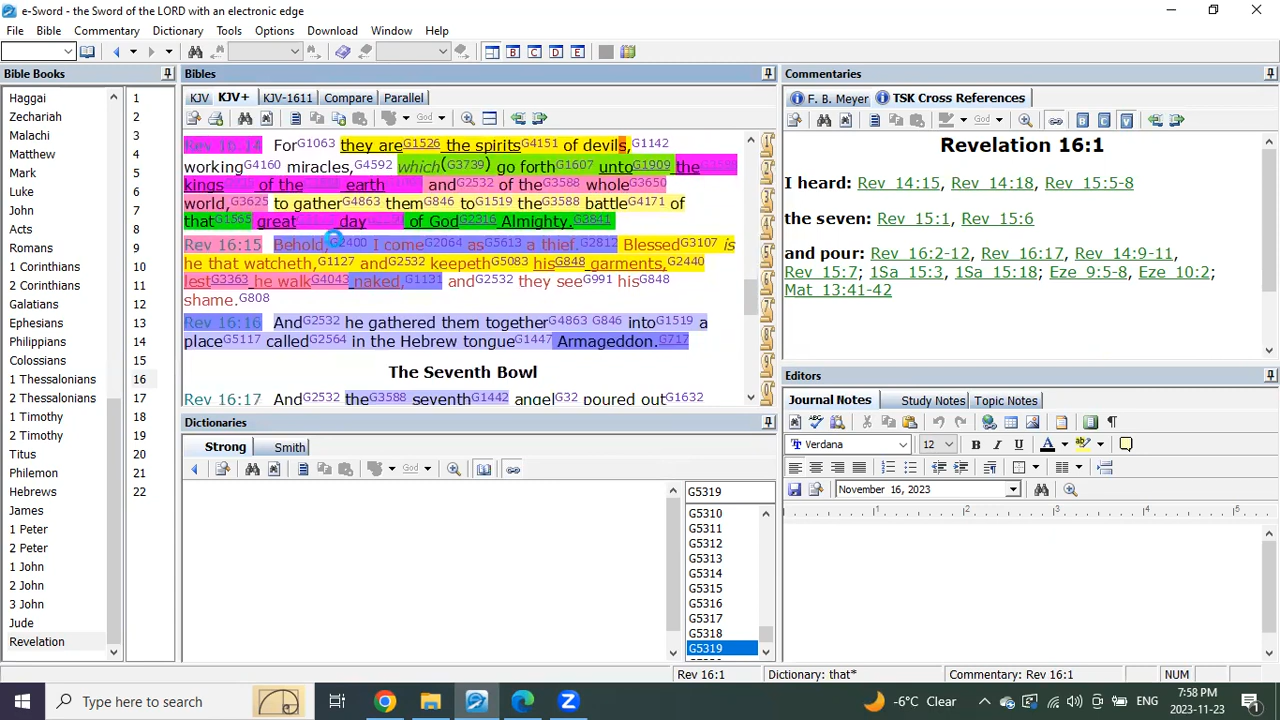 e-Sword - the Sword of the LORD with an electronic edge
File Bible Commentary Dictionary Tools Options Download Window Help
Bible Books
Haggai
Zechariah
Malachi
Matthew
Mark
Luke
John
Acts
Romans
1 Corinthians
2 Corinthians
Galatians
Ephesians
Philippians
Colossians
1 Thessalonians
2 Thessalonians
1 Timothy
2 Timothy
Titus
Philemon
Hebrews
James
1 Peter
2 Peter
1 John
2 John
3 John
Jude
Revelation
1
2
3
4
5
6
7
8
9
10
11
12
13
14
15
16
17
18
19
20
21
22
Bibles
KJV KJV+ KJV-1611 Compare Parallel
God
Rev 16:14 For G1063 they are G1526 the spirits G4151 of devils, G1142
working G4160 miracles, G4592 which (G3739) go forth G1607 unto G1909 the G3588
kings of the earth and G2532 of the G3588 whole G3650
world, G3625 to gather G4863 them G846 to G1519 the G3588 battle G4171 of
that G1565 great day of God G2316 Almighty. G3841
Rev 16:15 Behold, G2400 I come G2064 as G5613 a thief. G2812 Blessed G3107 is
he that watcheth, G1127 and G2532 keepeth G5083 his G848 garments, G2440
lest G3363 he walk G4043 naked, G1131 and G2532 they see G991 his G848
shame. G808
Rev 16:16 And G2532 he gathered them together G4863 G846 into G1519 a
place G5117 called G2564 in the Hebrew tongue G1447 Armageddon. G717
The Seventh Bowl
Rev 16:17 And G2532 the G3588 seventh G1442 angel G32 poured out G1632
Dictionaries
Strong Smith
God
G5319
G5310
G5311
G5312
G5313
G5314
G5315
G5316
G5317
G5318
G5319
Commentaries
F. B. Meyer TSK Cross References
God
Revelation 16:1
I heard: Rev 14:15, Rev 14:18, Rev 15:5-8
the seven: Rev 15:1, Rev 15:6
and pour: Rev 16:2-12, Rev 16:17, Rev 14:9-11,
Rev 15:7; 1Sa 15:3, 1Sa 15:18; Eze 9:5-8, Eze 10:2;
Mat 13:41-42
Editors
Journal Notes Study Notes Topic Notes
Verdana 12 B I U A
November 16, 2023
1 2 3 4 5
Rev 16:1 Dictionary: that* Commentary: Rev 16:1 NUM
Type here to search
-6°C Clear
ENG
7:58 PM
2023-11-23